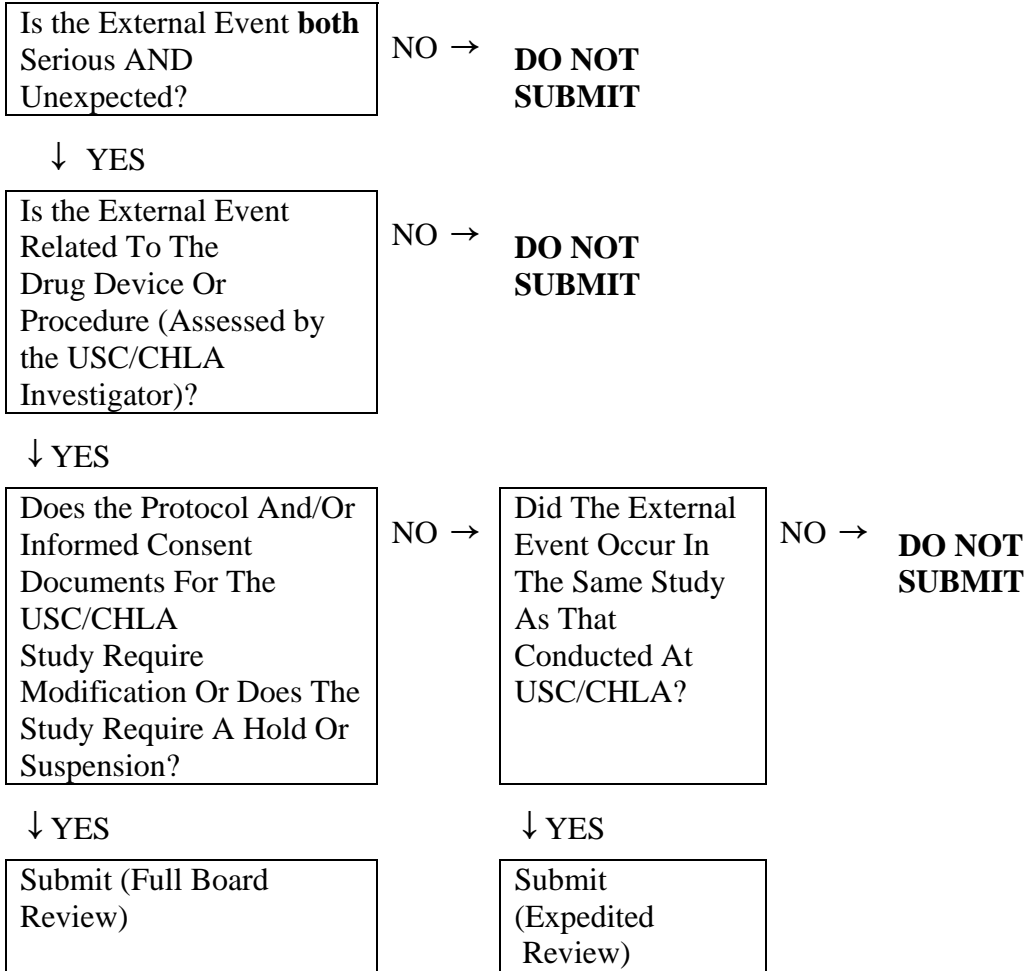 Is the External Event both
Serious AND
Unexpected?
NO →
DO NOT
SUBMIT
↓ YES
Is the External Event
Related To The
Drug Device Or
Procedure (Assessed by
the USC/CHLA
Investigator)?
NO →
DO NOT
SUBMIT
↓ YES
Does the Protocol And/Or
Informed Consent
Documents For The
USC/CHLA
Study Require
Modification Or Does The
Study Require A Hold Or
Suspension?
NO →
Did The External
Event Occur In
The Same Study
As That
Conducted At
USC/CHLA?
NO →
DO NOT
SUBMIT
↓ YES
↓ YES
Submit (Full Board
Review)
Submit
(Expedited
Review)